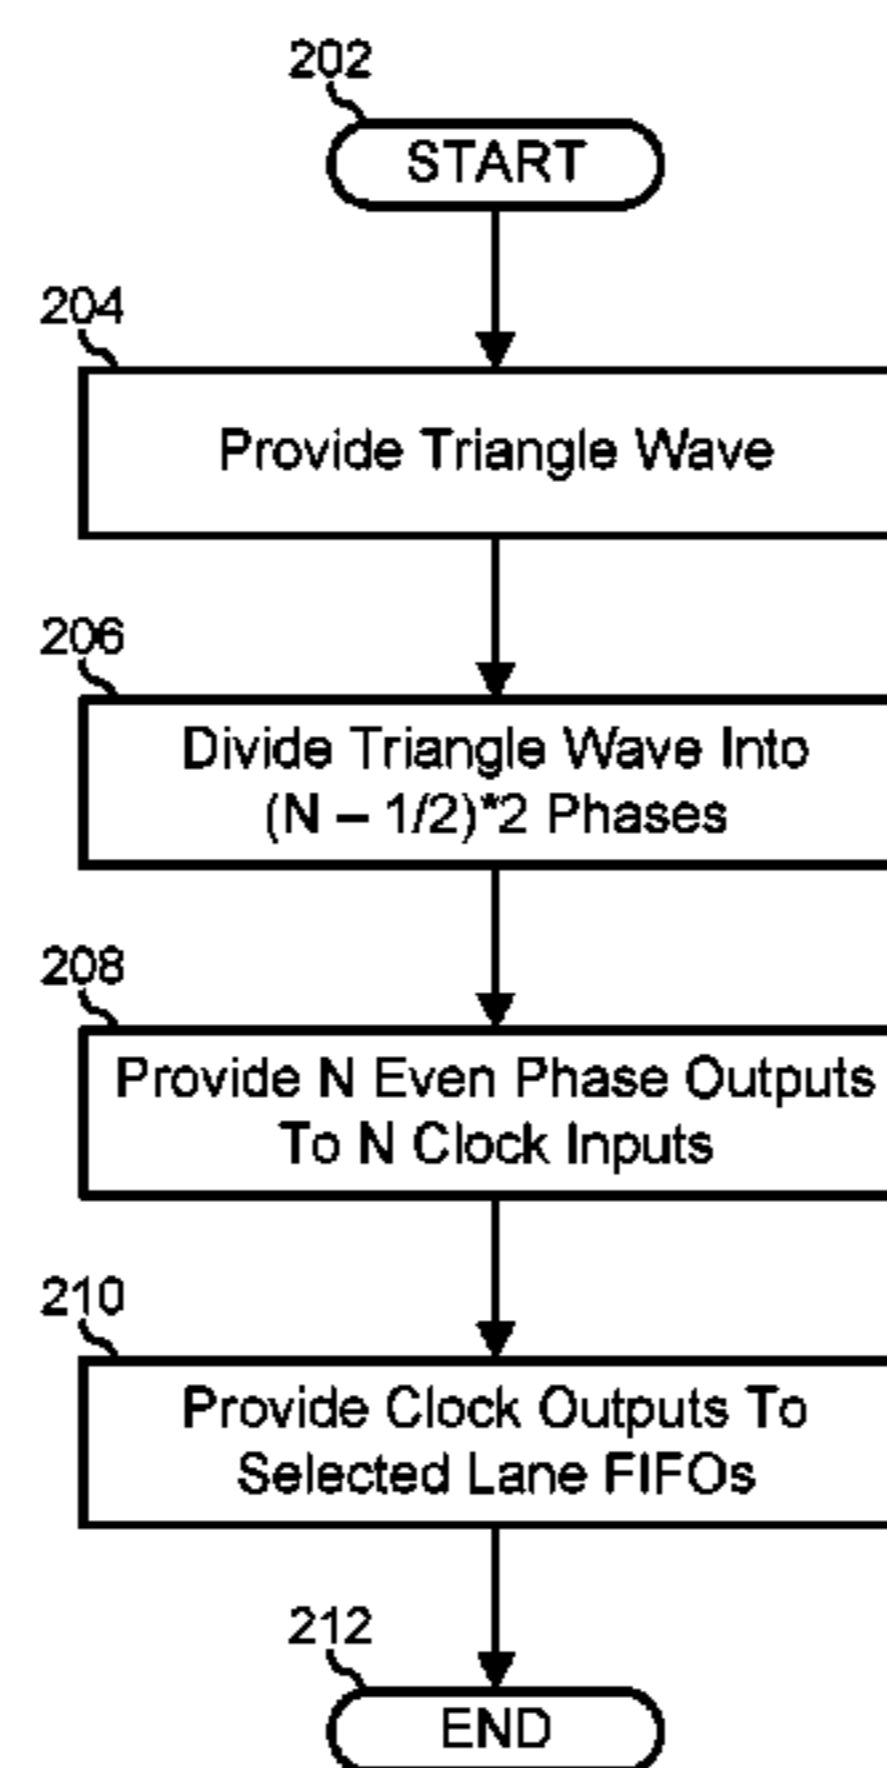 202
START
204
Provide Triangle Wave
206
Divide Triangle Wave Into
(N – 1/2)*2 Phases
208
Provide N Even Phase Outputs
To N Clock Inputs
210
Provide Clock Outputs To
Selected Lane FIFOs
212
END